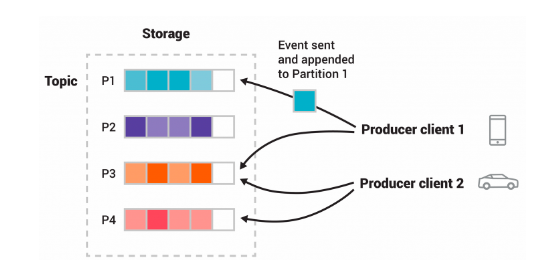 Storage
Event sent
and appended
to Partition 1
Topic
P1
P2
Producer client 1
P3
Producer client 2
P4